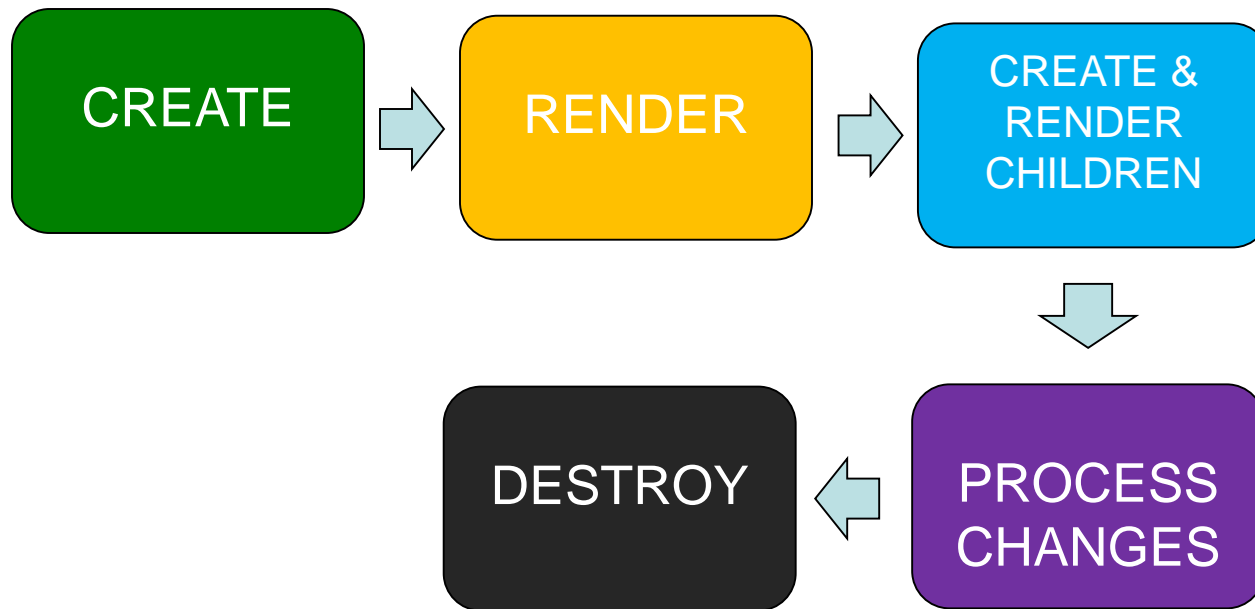 CREATE
RENDER
CREATE &
RENDER
CHILDREN
PROCESS
CHANGES
DESTROY